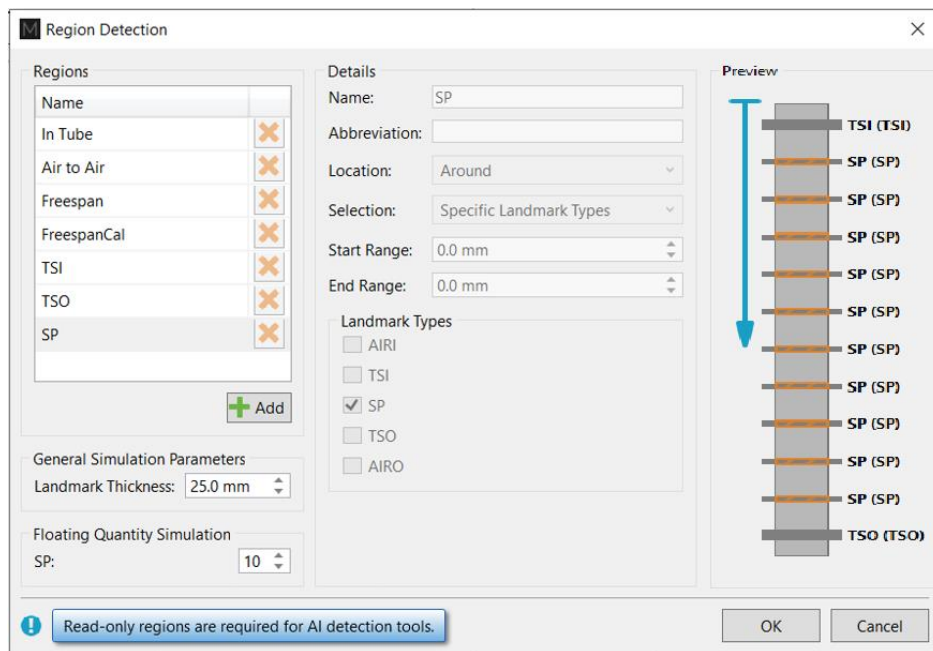 Region Detection
Regions
Name
In Tube
Air to Air
Freespan
FreespanCal
TSI
TSO
SP
Add
General Simulation Parameters
Landmark Thickness: 25.0 mm
Floating Quantity Simulation
SP: 10
Details
Name: SP
Abbreviation:
Location: Around
Selection: Specific Landmark Types
Start Range: 0.0 mm
End Range: 0.0 mm
Landmark Types
AIRI
TSI
SP
TSO
AIRO
Preview
TSI (TSI)
SP (SP)
SP (SP)
SP (SP)
SP (SP)
SP (SP)
SP (SP)
SP (SP)
SP (SP)
SP (SP)
SP (SP)
TSO (TSO)
Read-only regions are required for AI detection tools.
OK
Cancel